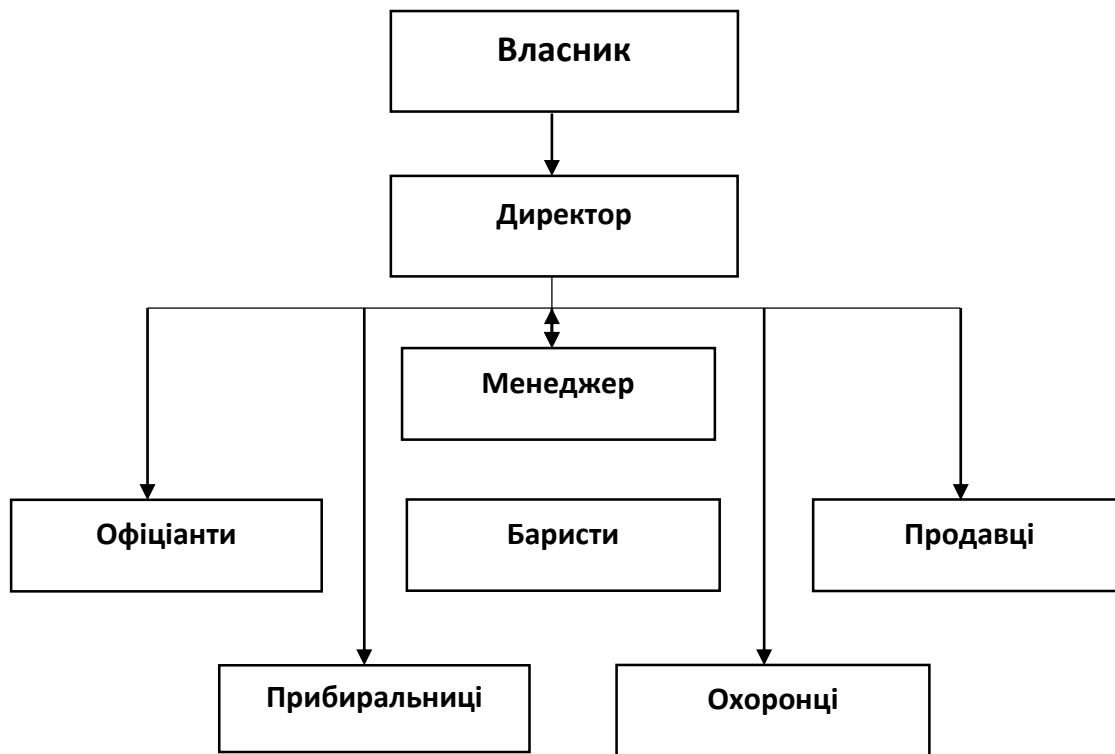 Власник
Директор
Менеджер
Офіціанти
Баристи
Продавці
Прибиральниці
Охоронці